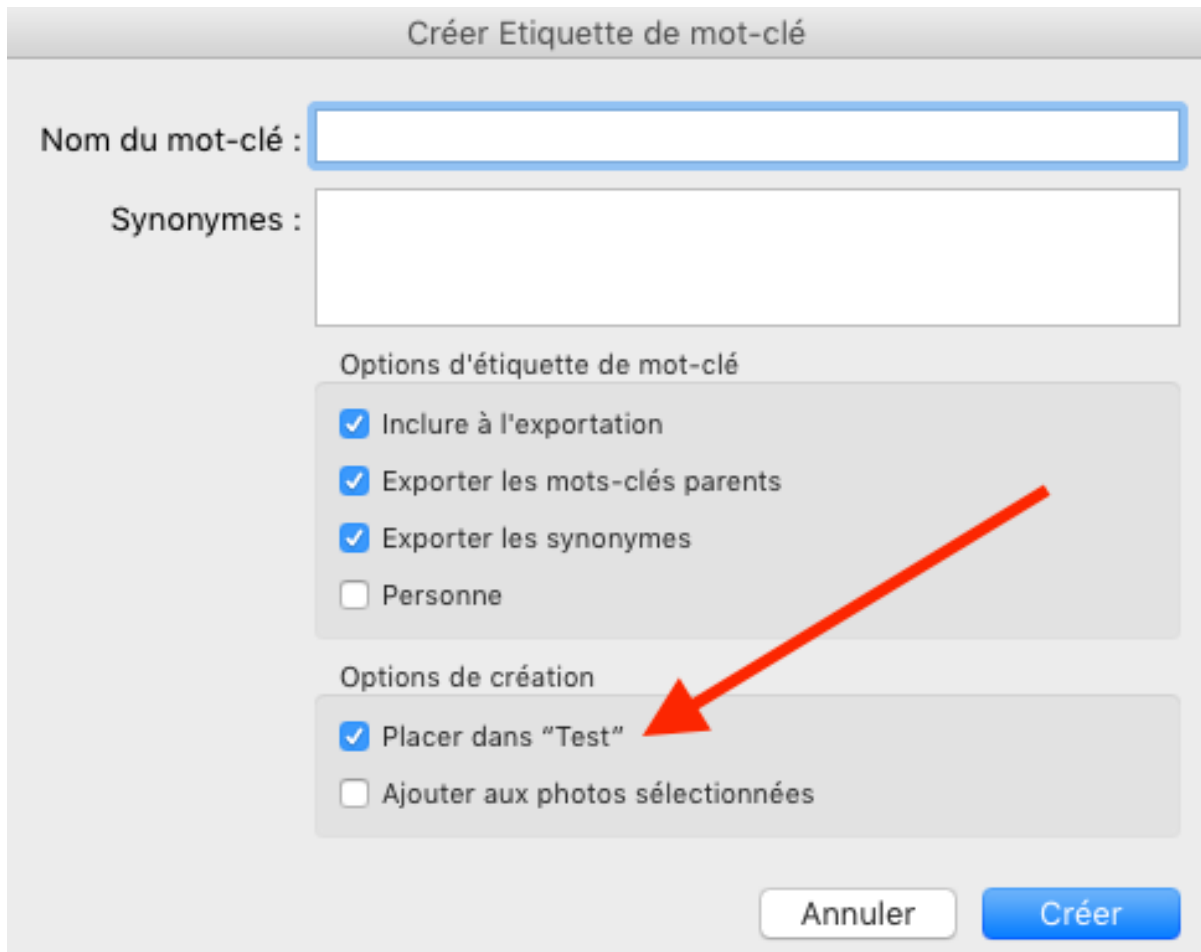 Créer Etiquette de mot-clé
Nom du mot-clé :
Synonymes :
Options d'étiquette de mot-clé
Inclure à l'exportation
Exporter les mots-clés parents
Exporter les synonymes
Personne
Options de création
Placer dans “Test”
Ajouter aux photos sélectionnées
Annuler Créer